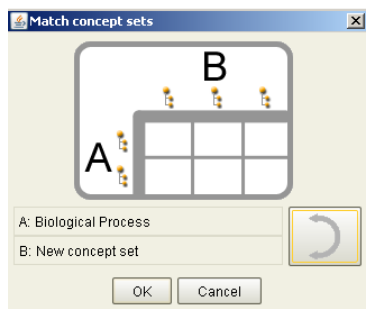 Match concept sets
B
A
A: Biological Process
B: New concept set
OK Cancel